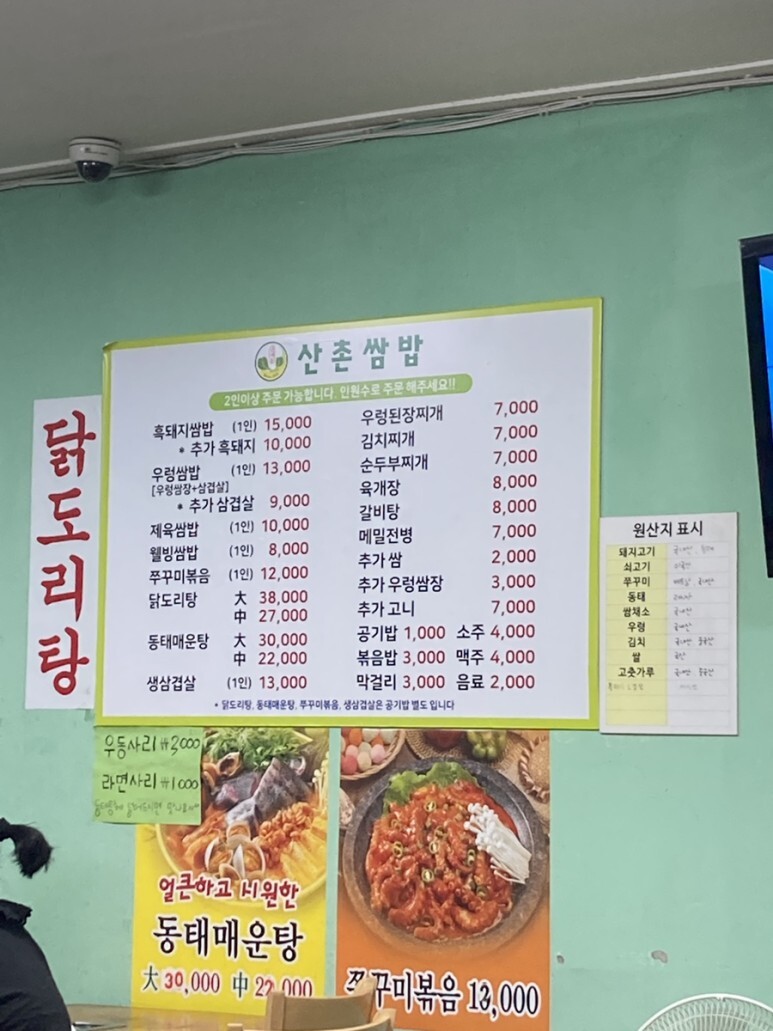 산촌쌈밥
2인이상 주문 가능합니다. 인원수로 주문 해주세요!!
흑돼지쌈밥 (1인) 15,000
* 추가 흑돼지 10,000
우렁쌈밥 (1인) 13,000
[우렁쌈장+삼겹살]
* 추가 삼겹살 9,000
제육쌈밥 (1인) 10,000
웰빙쌈밥 (1인) 8,000
쭈꾸미볶음 (1인) 12,000
닭도리탕 大 38,000
中 27,000
동태매운탕 大 30,000
中 22,000
생삼겹살 (1인) 13,000
우렁된장찌개 7,000
김치찌개 7,000
순두부찌개 7,000
육개장 8,000
갈비탕 8,000
메밀전병 7,000
추가 쌈 2,000
추가 우렁쌈장 3,000
추가 고니 7,000
공기밥 1,000 소주 4,000
볶음밥 3,000 맥주 4,000
막걸리 3,000 음료 2,000
* 닭도리탕, 동태매운탕, 쭈꾸미볶음, 생삼겹살은 공기밥 별도 입니다
닭도리탕
원산지 표시
돼지고기
쇠고기
쭈꾸미
동태
쌈채소
우렁
김치
쌀
고춧가루
우동사리 ₩3,000
라면사리 ₩1000
얼큰하고 시원한
동태매운탕
大 30,000 中 22,000
쭈꾸미볶음 13,000